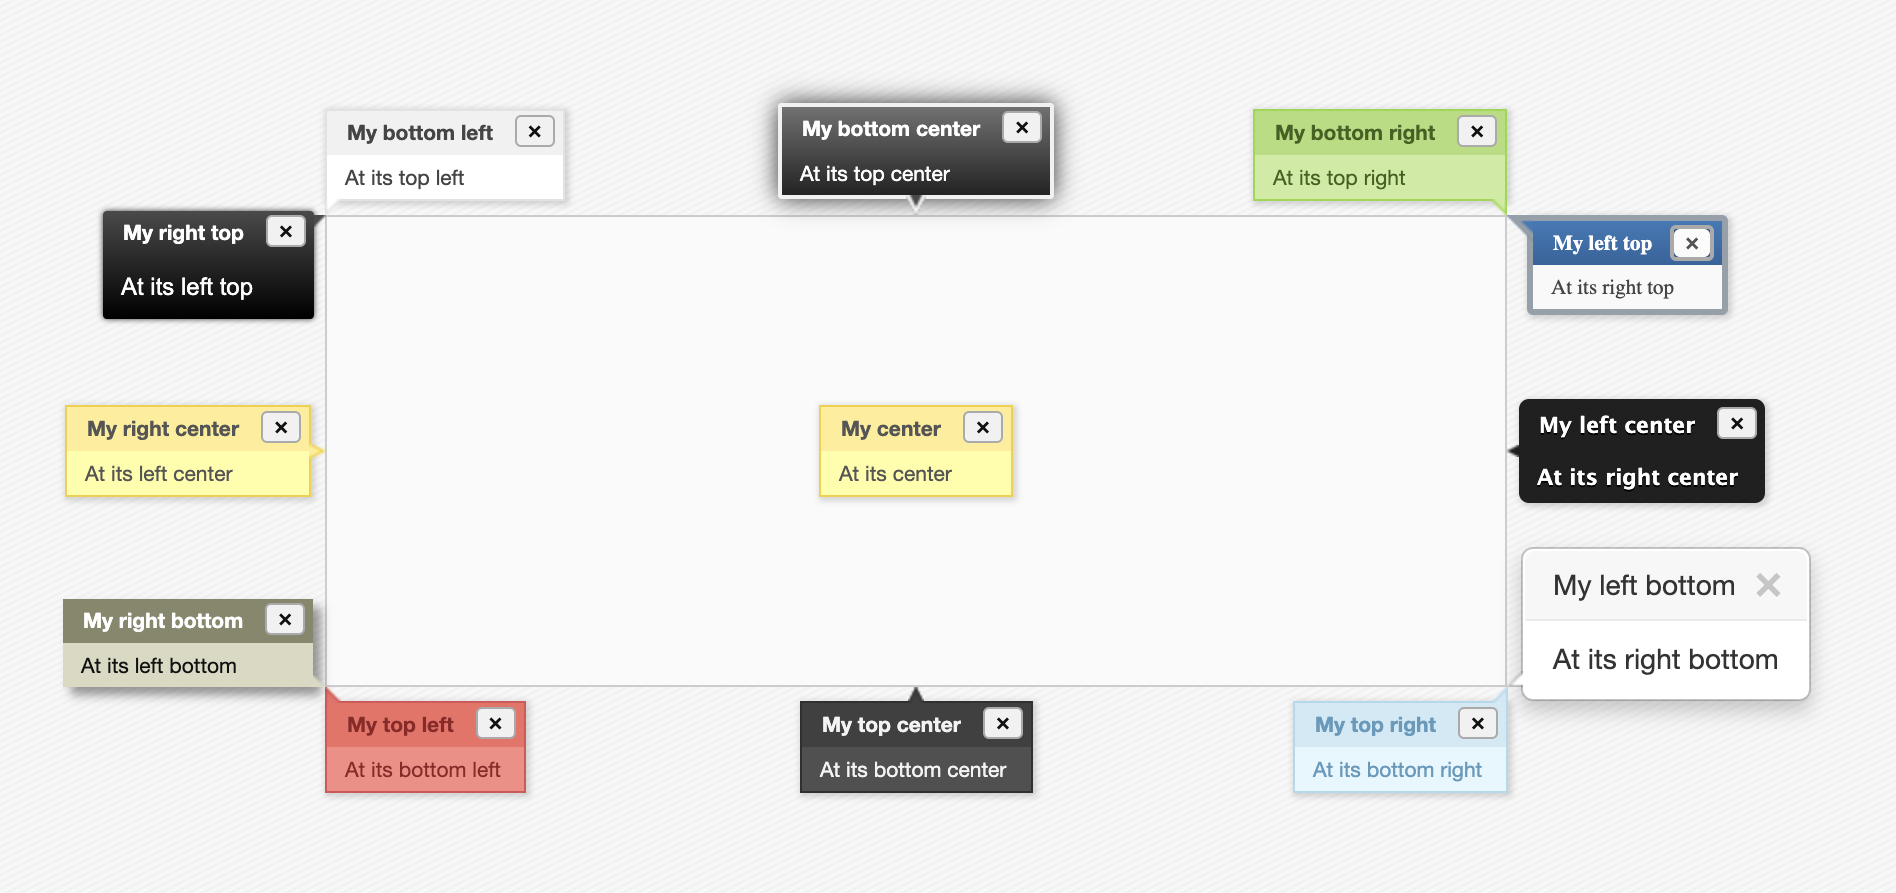 My bottom left
At its top left
My bottom center
At its top center
My bottom right
At its top right
My right top
At its left top
My left top
At its right top
My right center
At its left center
My center
At its center
My left center
At its right center
My right bottom
At its left bottom
My left bottom
At its right bottom
My top left
At its bottom left
My top center
At its bottom center
My top right
At its bottom right